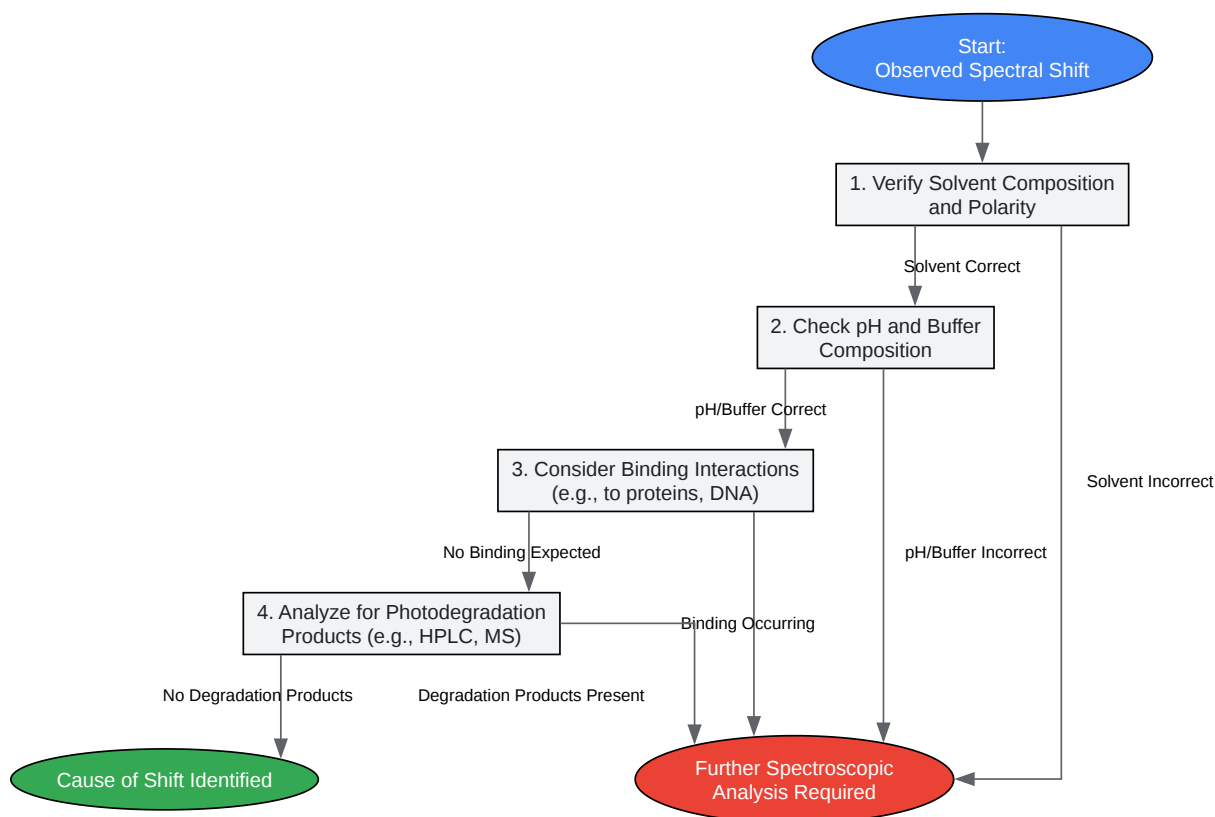 Start:
Observed Spectral Shift
1. Verify Solvent Composition
and Polarity
Solvent Correct
2. Check pH and Buffer
Composition
pH/Buffer Correct
3. Consider Binding Interactions
(e.g., to proteins, DNA)
Solvent Incorrect
No Binding Expected
pH/Buffer Incorrect
4. Analyze for Photodegradation
Products (e.g., HPLC, MS)
Binding Occurring
No Degradation Products
Degradation Products Present
Cause of Shift Identified
Further Spectroscopic
Analysis Required